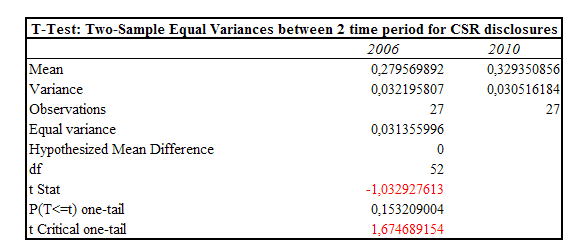 T-Test: Two-Sample Equal Variances between 2 time period for CSR disclosures
2006 2010
Mean 0,279569892 0,329350856
Variance 0,032195807 0,030516184
Observations 27 27
Equal variance 0,031355996
Hypothesized Mean Difference 0
df 52
t Stat -1,032927613
P(T<=t) one-tail 0,153209004
t Critical one-tail 1,674689154